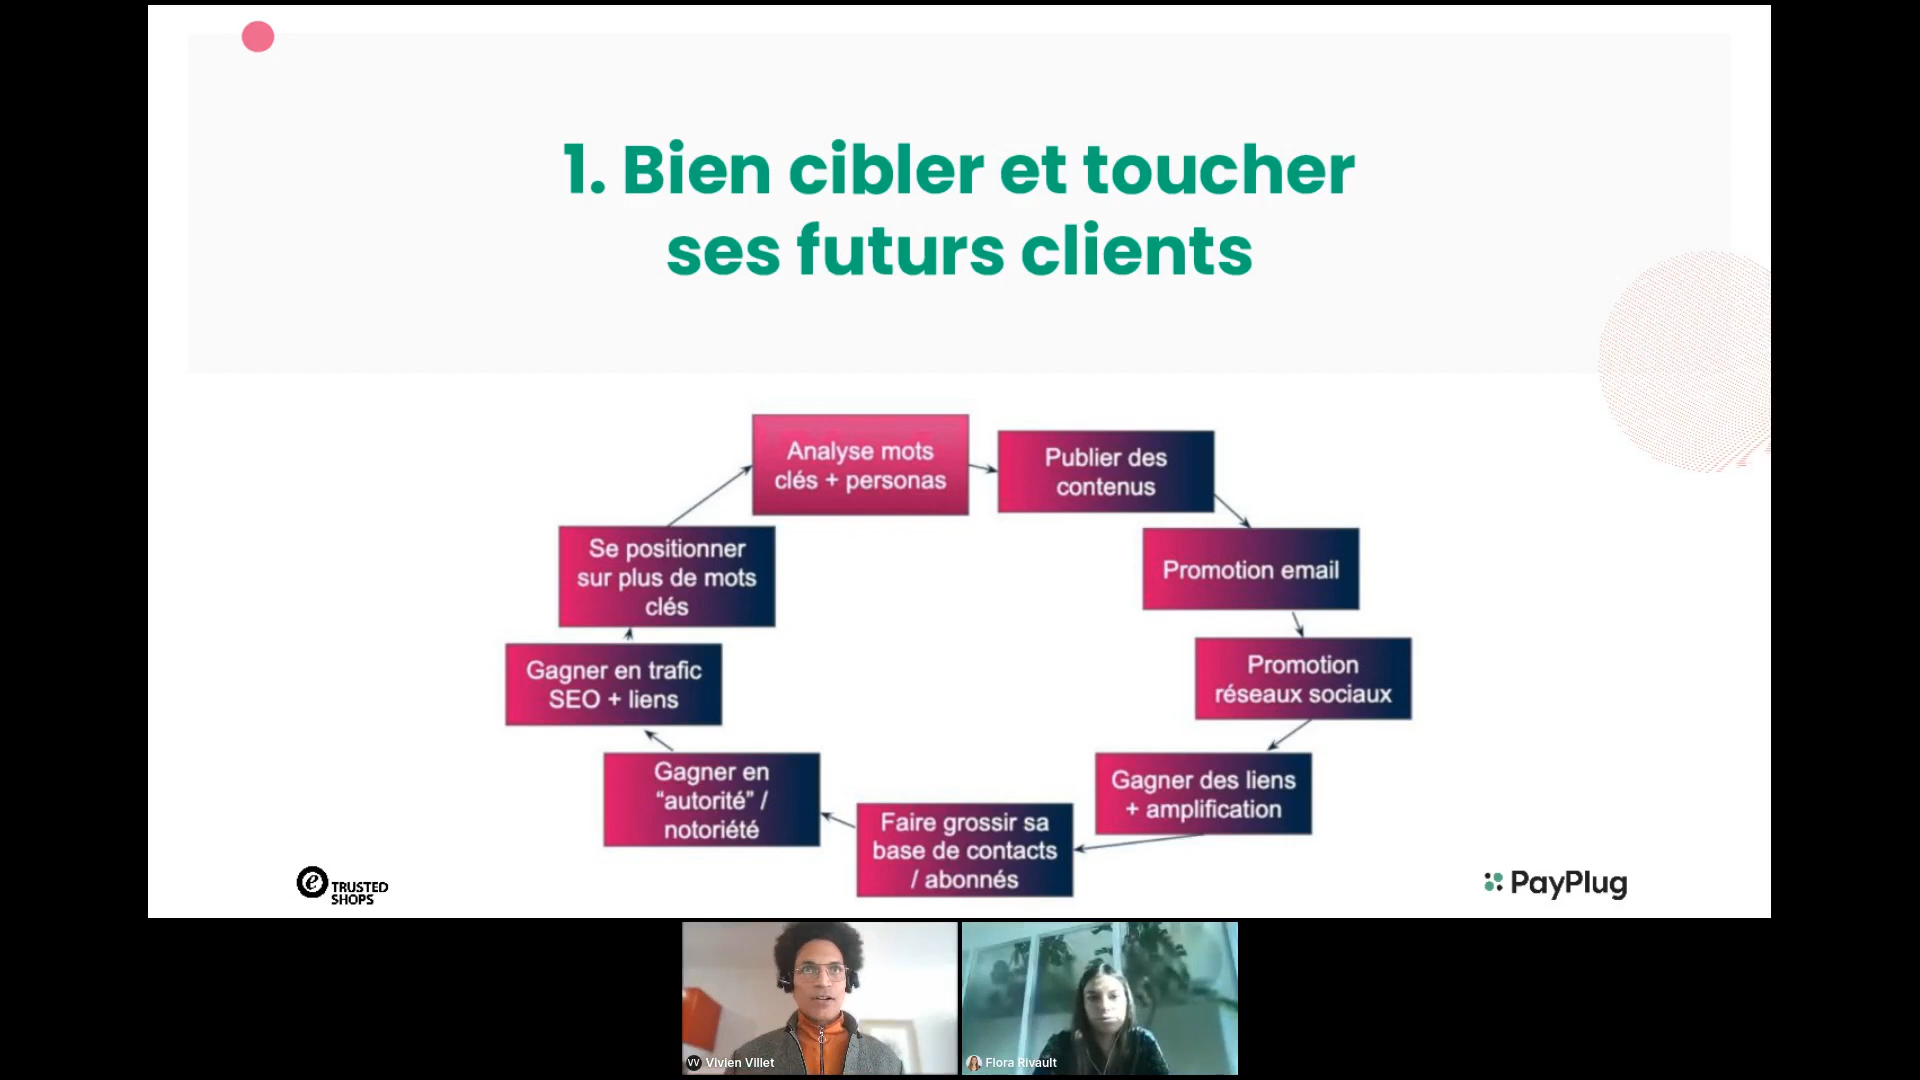 1. Bien cibler et toucher
ses futurs clients
Analyse mots
clés + personas
Publier des
contenus
Promotion email
Promotion
réseaux sociaux
Gagner des liens
+ amplification
Faire grossir sa
base de contacts
/ abonnés
Gagner en
“autorité” /
notoriété
Gagner en trafic
SEO + liens
Se positionner
sur plus de mots
clés
e TRUSTED
SHOPS
PayPlug
VV Vivien Villet
Flora Rivault